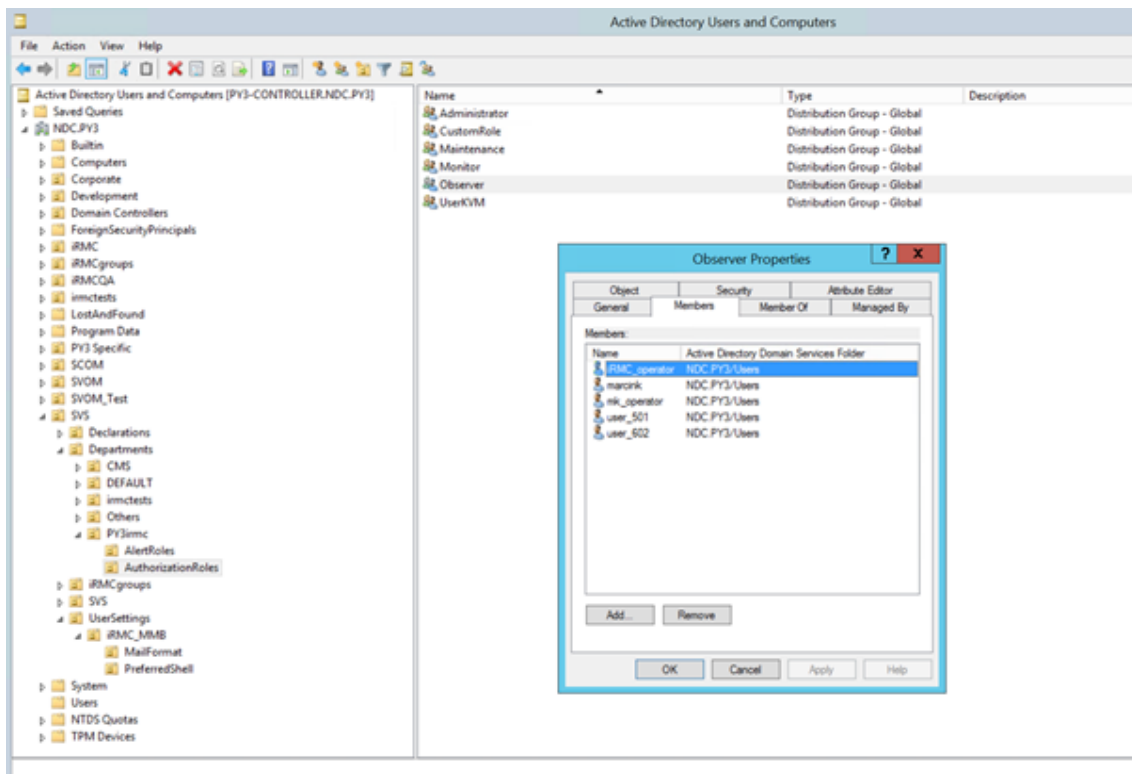 Active Directory Users and Computers
File Action View Help
Active Directory Users and Computers [PY3-CONTROLLER.NDC.PY3]
Saved Queries
NDC.PY3
Builtin
Computers
Corporate
Development
Domain Controllers
ForeignSecurityPrincipals
iRMC
iRMCgroups
iRMCQA
irmctests
LostAndFound
Program Data
PY3 Specific
SCOM
SVOM
SVOM_Test
SVS
Declarations
Departments
CMS
DEFAULT
irmctests
Others
PY3irmc
AlertRoles
AuthorizationRoles
iRMCgroups
SVS
UserSettings
iRMC_MMB
MailFormat
PreferredShell
System
Users
NTDS Quotas
TPM Devices
Name Type Description
Administrator Distribution Group - Global
CustomRole Distribution Group - Global
Maintenance Distribution Group - Global
Monitor Distribution Group - Global
Observer Distribution Group - Global
UserKVM Distribution Group - Global
Observer Properties ? X
Object Security Attribute Editor
General Members Member Of Managed By
Members:
Name Active Directory Domain Services Folder
iRMC_operator NDC.PY3/Users
marcink NDC.PY3/Users
mk_operator NDC.PY3/Users
user_501 NDC.PY3/Users
user_602 NDC.PY3/Users
Add... Remove
OK Cancel Apply Help